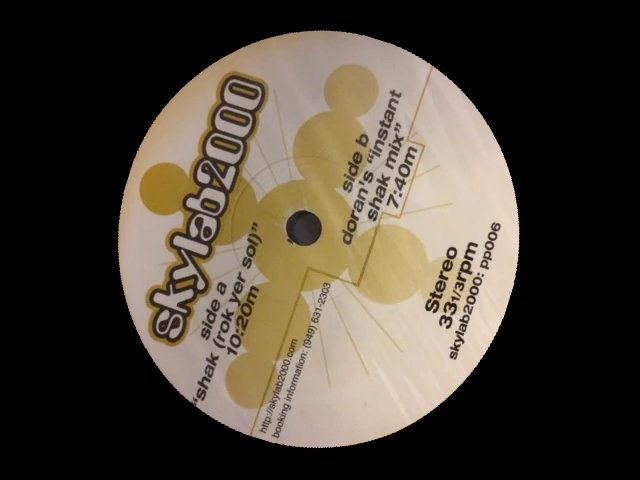 skylab2000
side a
"shak (rok yer sol)"
10:20m
side b
doran's "instant
shak mix"
7:40m
http://skylab2000.com
booking information: (949) 631-2303
Stereo
33 1/3rpm
skylab2000: pp006